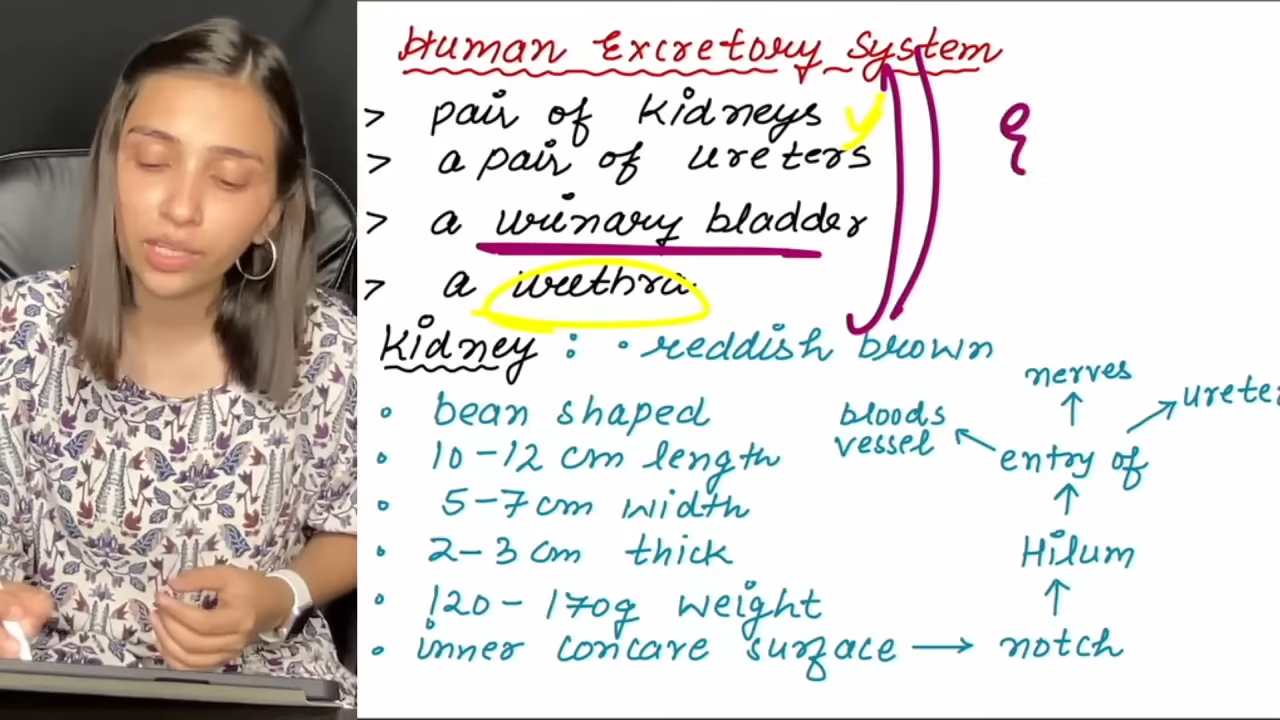 Human Excretory System
> pair of kidneys
> a pair of ureters
> a urinary bladder
> a urethra
Kidney : • reddish brown
• bean shaped
• 10-12 cm length
• 5-7cm width
• 2-3 cm thick
• 120-170g weight
• inner concave surface → notch
Hilum
entry of
bloods vessel
nerves
ureter